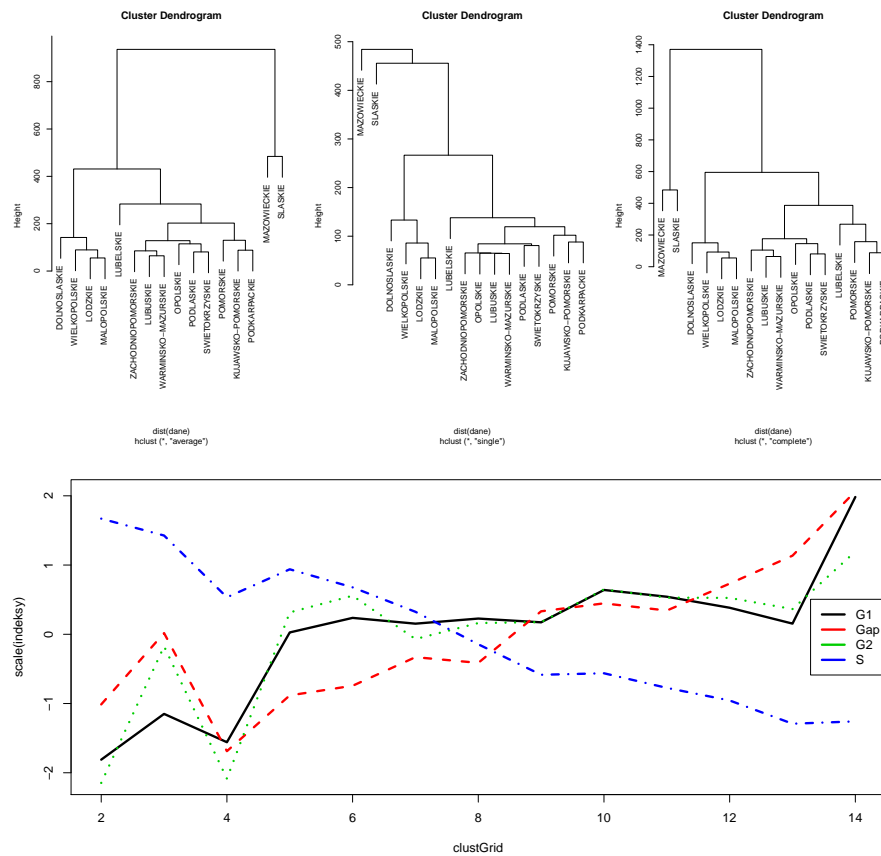 Cluster Dendrogram
Height
0
200
400
600
800
DOLNOSLASKIE
WIELKOPOLSKIE
LODZKIE
MALOPOLSKIE
LUBELSKIE
ZACHODNIOPOMORSKIE
LUBUSKIE
WARMINSKO−MAZURSKIE
OPOLSKIE
PODLASKIE
SWIETOKRZYSKIE
POMORSKIE
KUJAWSKO−POMORSKIE
PODKARPACKIE
MAZOWIECKIE
SLASKIE
dist(dane)
hclust (*, "average")
Cluster Dendrogram
Height
0
100
200
300
400
500
MAZOWIECKIE
SLASKIE
DOLNOSLASKIE
WIELKOPOLSKIE
LODZKIE
MALOPOLSKIE
LUBELSKIE
ZACHODNIOPOMORSKIE
OPOLSKIE
LUBUSKIE
WARMINSKO−MAZURSKIE
PODLASKIE
SWIETOKRZYSKIE
POMORSKIE
KUJAWSKO−POMORSKIE
PODKARPACKIE
dist(dane)
hclust (*, "single")
Cluster Dendrogram
Height
0
200
400
600
800
1000
1200
1400
MAZOWIECKIE
SLASKIE
DOLNOSLASKIE
WIELKOPOLSKIE
LODZKIE
MALOPOLSKIE
ZACHODNIOPOMORSKIE
LUBUSKIE
WARMINSKO−MAZURSKIE
OPOLSKIE
PODLASKIE
SWIETOKRZYSKIE
LUBELSKIE
POMORSKIE
KUJAWSKO−POMORSKIE
dist(dane)
hclust (*, "complete")
scale(indeksy)
−2
−1
0
1
2
G1
Gap
G2
S
2
4
6
8
10
12
14
clustGrid